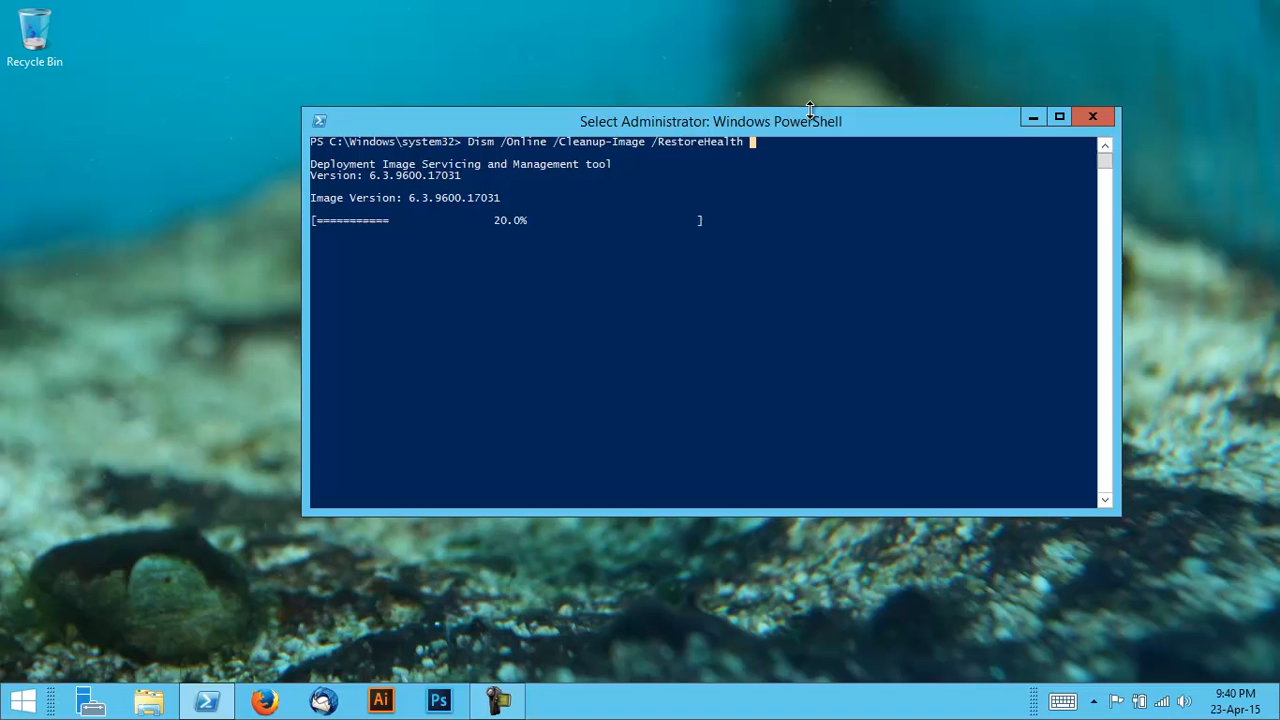 Recycle Bin
Select Administrator: Windows PowerShell
PS C:\Windows\system32> Dism /Online /Cleanup-Image /RestoreHealth
Deployment Image Servicing and Management tool
Version: 6.3.9600.17031
Image Version: 6.3.9600.17031
[=========== 20.0% ]
Ai
Ps
9:40 PM
23-Apr-15